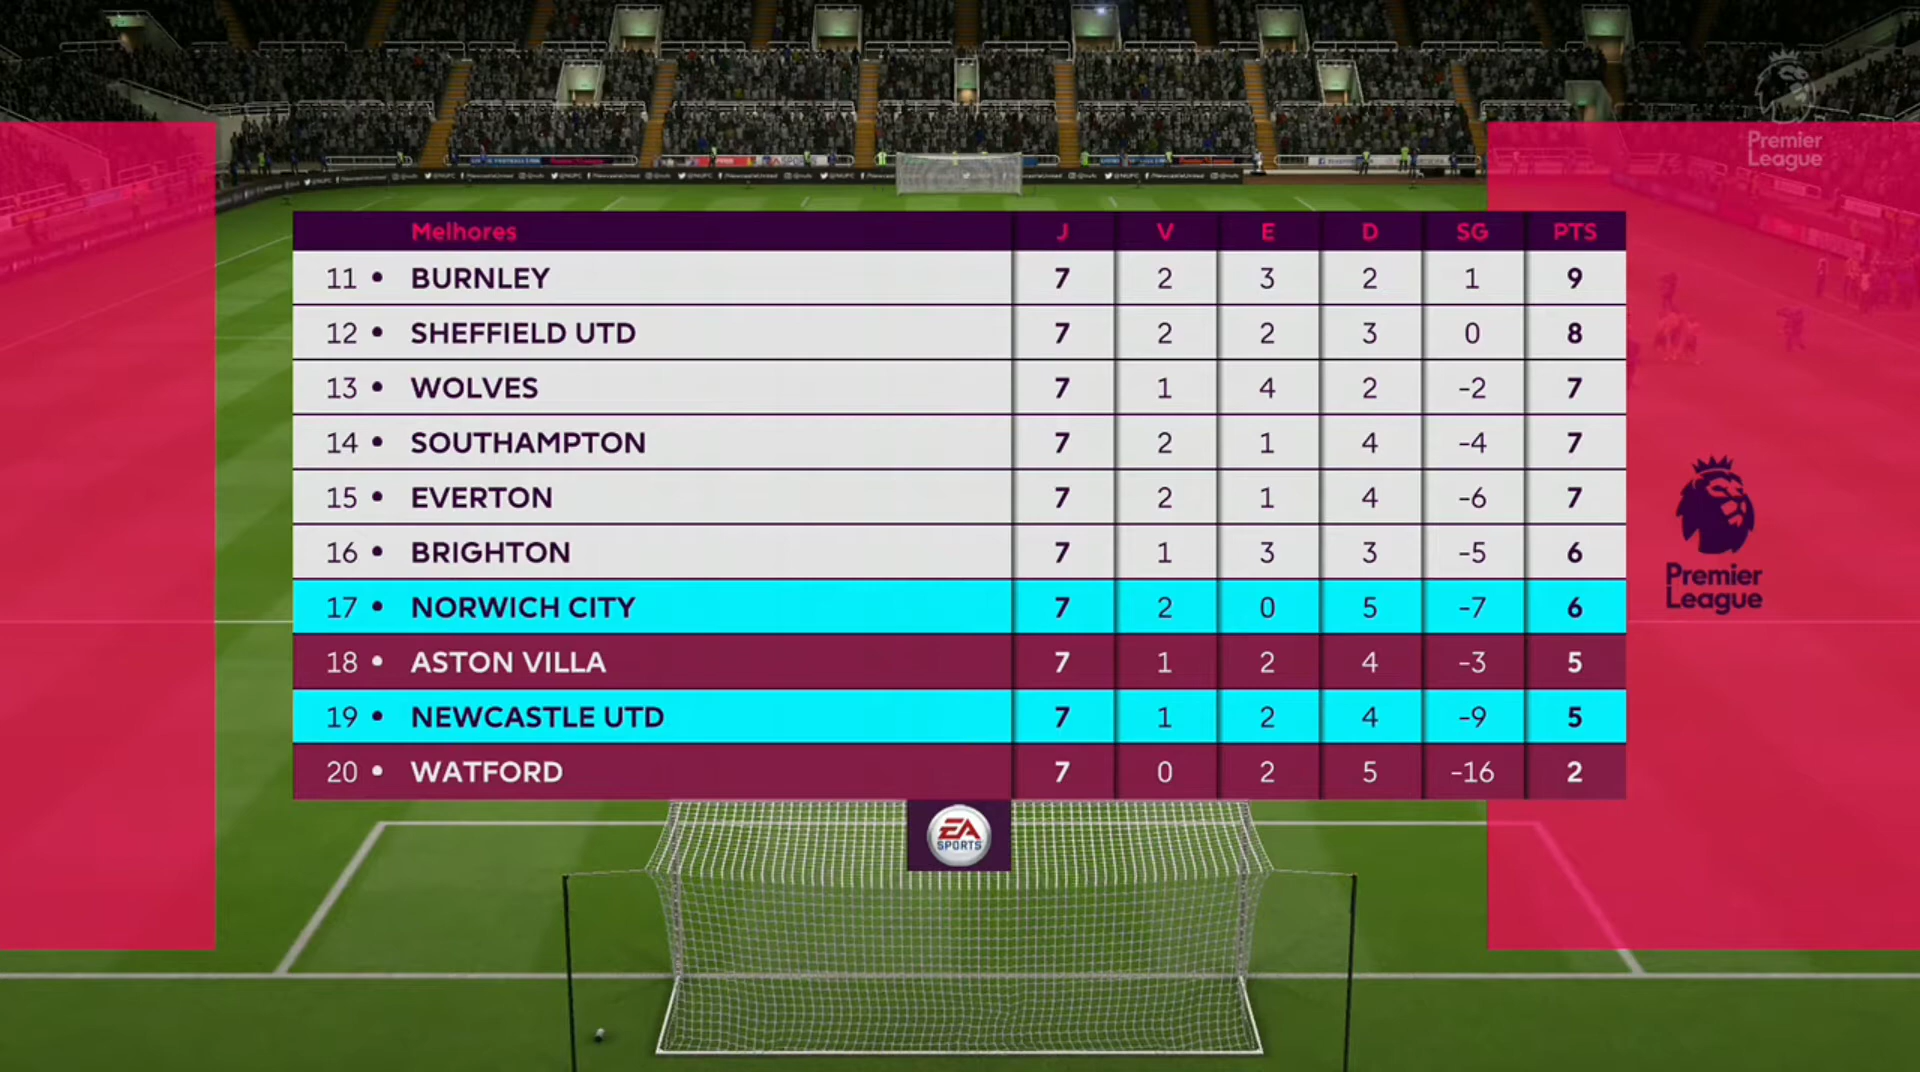 Premier
League
Melhores J V E D SG PTS
11 • BURNLEY 7 2 3 2 1 9
12 • SHEFFIELD UTD 7 2 2 3 0 8
13 • WOLVES 7 1 4 2 -2 7
14 • SOUTHAMPTON 7 2 1 4 -4 7
15 • EVERTON 7 2 1 4 -6 7
16 • BRIGHTON 7 1 3 3 -5 6
17 • NORWICH CITY 7 2 0 5 -7 6
18 • ASTON VILLA 7 1 2 4 -3 5
19 • NEWCASTLE UTD 7 1 2 4 -9 5
20 • WATFORD 7 0 2 5 -16 2
Premier
League
EA
SPORTS